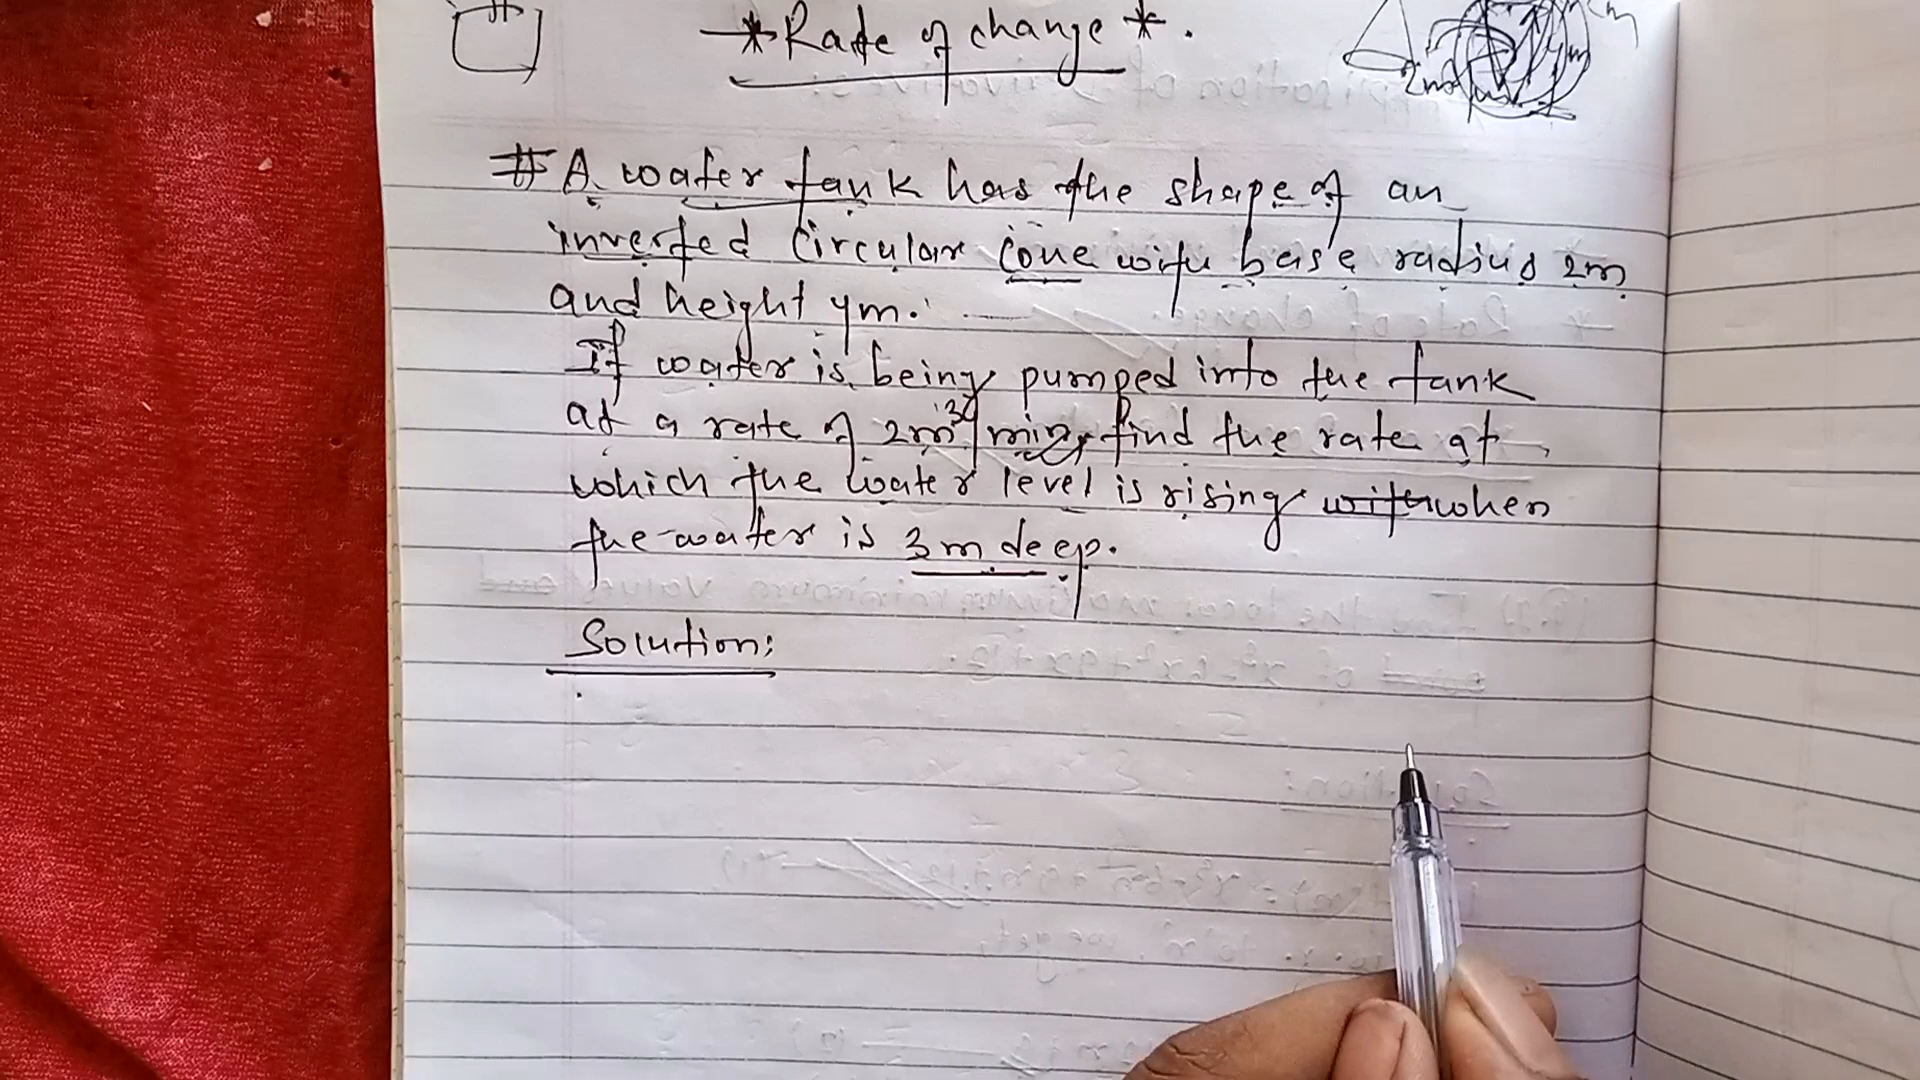 * Rate of change *.
# A water tank has the shape of an
inverted Circular Cone with base radius 2m
and height 4m.
If water is being pumped into the tank
at a rate of 2m³/min, find the rate at
which the water level is rising with when
the water is 3m deep.
Solution: